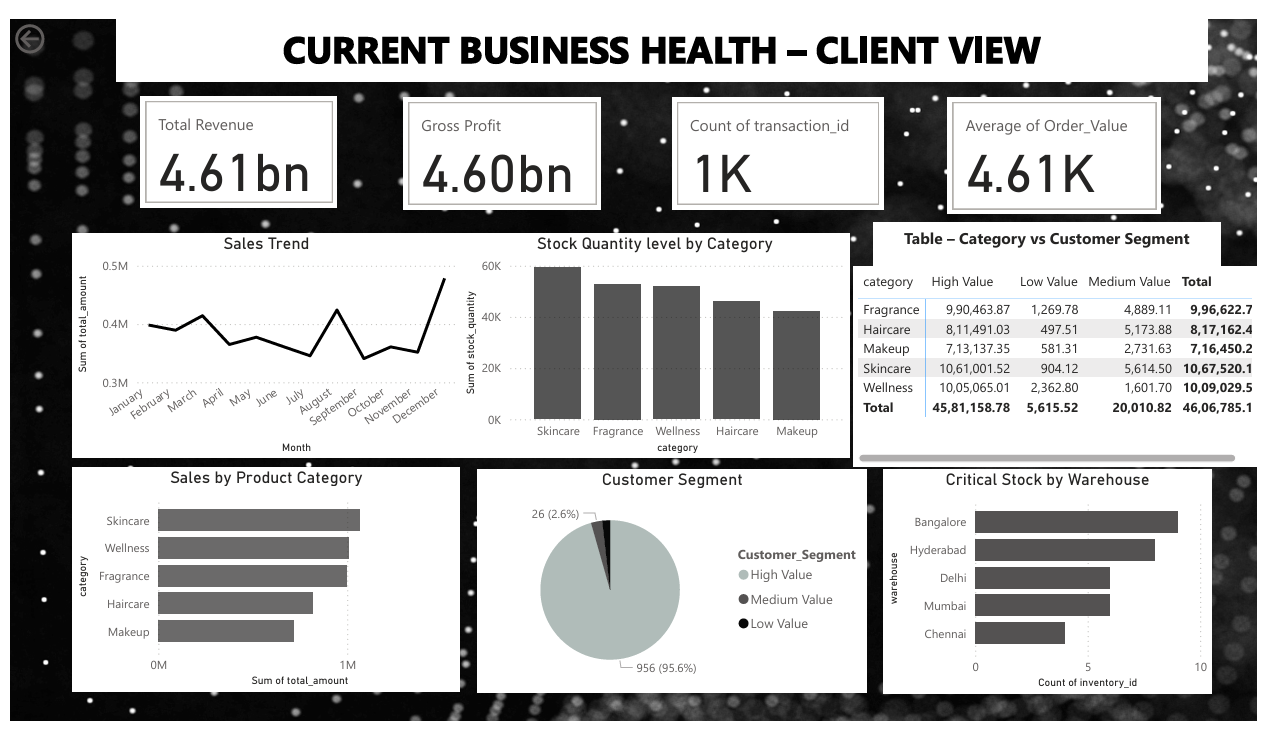 CURRENT BUSINESS HEALTH – CLIENT VIEW
Total Revenue
4.61bn
Gross Profit
4.60bn
Count of transaction_id
1K
Average of Order_Value
4.61K
Sales Trend
Sum of total_amount
0.5M
0.4M
0.3M
January
February
March
April
May
June
July
August
September
October
November
December
Month
Stock Quantity level by Category
Sum of stock_quantity
60K
40K
20K
0K
Skincare Fragrance Wellness Haircare Makeup
category
Table – Category vs Customer Segment
category High Value Low Value Medium Value Total
Fragrance 9,90,463.87 1,269.78 4,889.11 9,96,622.7
Haircare 8,11,491.03 497.51 5,173.88 8,17,162.4
Makeup 7,13,137.35 581.31 2,731.63 7,16,450.2
Skincare 10,61,001.52 904.12 5,614.50 10,67,520.1
Wellness 10,05,065.01 2,362.80 1,601.70 10,09,029.5
Total 45,81,158.78 5,615.52 20,010.82 46,06,785.1
Sales by Product Category
category
Skincare
Wellness
Fragrance
Haircare
Makeup
0M 1M
Sum of total_amount
Customer Segment
26 (2.6%)
956 (95.6%)
Customer_Segment
High Value
Medium Value
Low Value
Critical Stock by Warehouse
warehouse
Bangalore
Hyderabad
Delhi
Mumbai
Chennai
0 5 10
Count of inventory_id